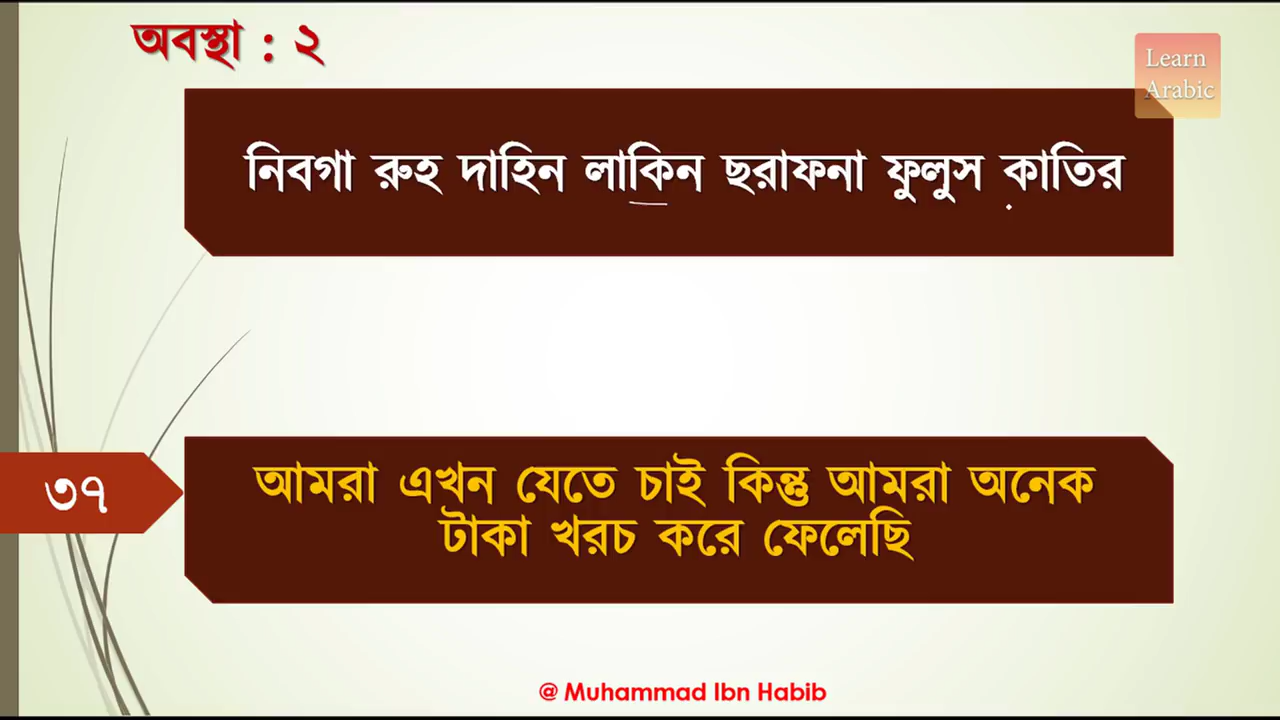 অবস্থা : ২
Learn
Arabic
নিবগা রুহ দাহিন লাকিন ছরাফনা ফুলুস কাতির
৩৭
আমরা এখন যেতে চাই কিন্তু আমরা অনেক
টাকা খরচ করে ফেলেছি
@ Muhammad Ibn Habib